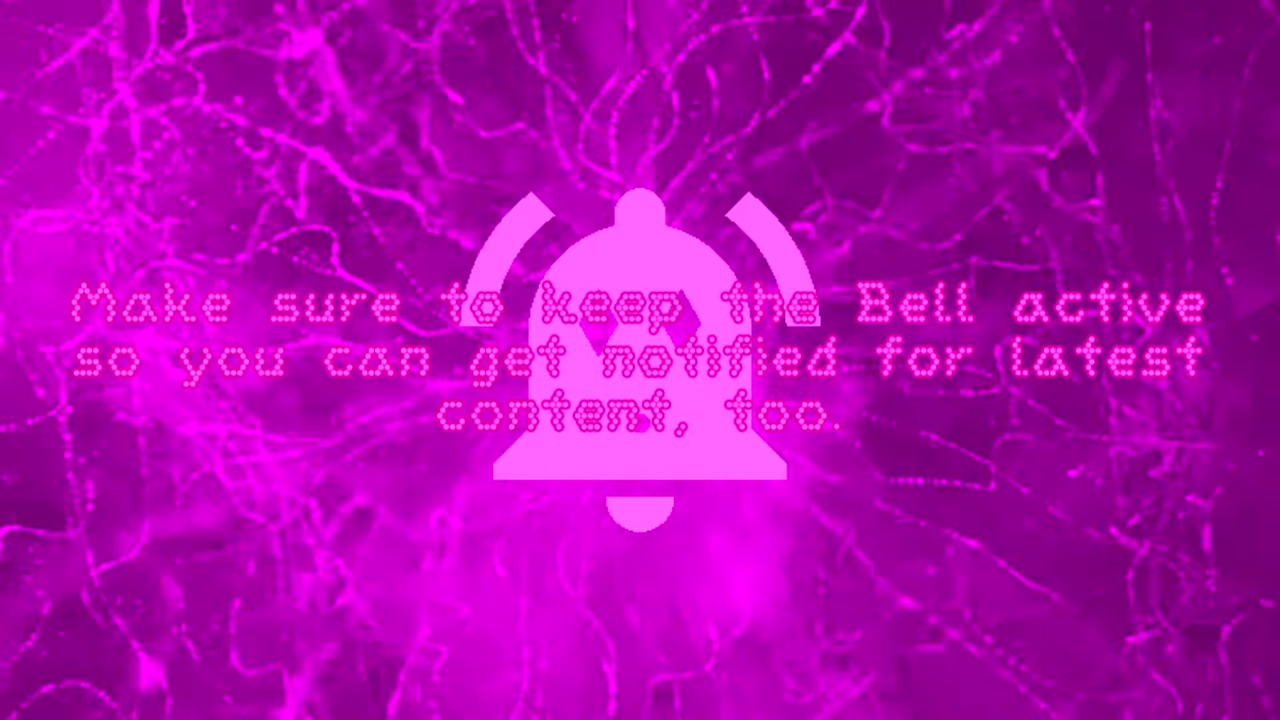 Make sure to keep the Bell active
so you can get notified for latest
content, too.